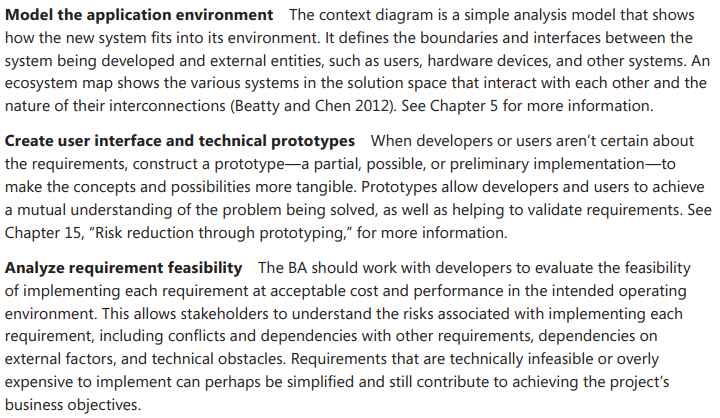 Model the application environment The context diagram is a simple analysis model that shows
how the new system fits into its environment. It defines the boundaries and interfaces between the
system being developed and external entities, such as users, hardware devices, and other systems. An
ecosystem map shows the various systems in the solution space that interact with each other and the
nature of their interconnections (Beatty and Chen 2012). See Chapter 5 for more information.
Create user interface and technical prototypes When developers or users aren’t certain about
the requirements, construct a prototype—a partial, possible, or preliminary implementation—to
make the concepts and possibilities more tangible. Prototypes allow developers and users to achieve
a mutual understanding of the problem being solved, as well as helping to validate requirements. See
Chapter 15, “Risk reduction through prototyping,” for more information.
Analyze requirement feasibility The BA should work with developers to evaluate the feasibility
of implementing each requirement at acceptable cost and performance in the intended operating
environment. This allows stakeholders to understand the risks associated with implementing each
requirement, including conflicts and dependencies with other requirements, dependencies on
external factors, and technical obstacles. Requirements that are technically infeasible or overly
expensive to implement can perhaps be simplified and still contribute to achieving the project’s
business objectives.